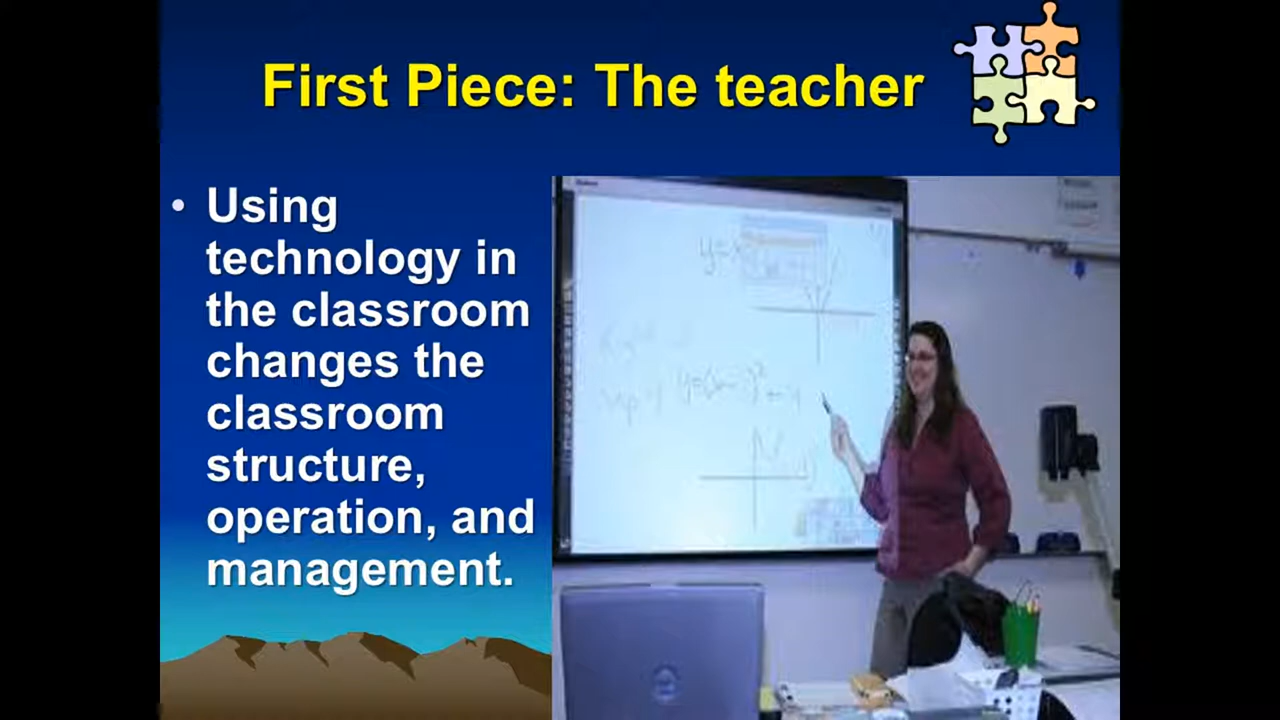 First Piece: The teacher
• Using
technology in
the classroom
changes the
classroom
structure,
operation, and
management.